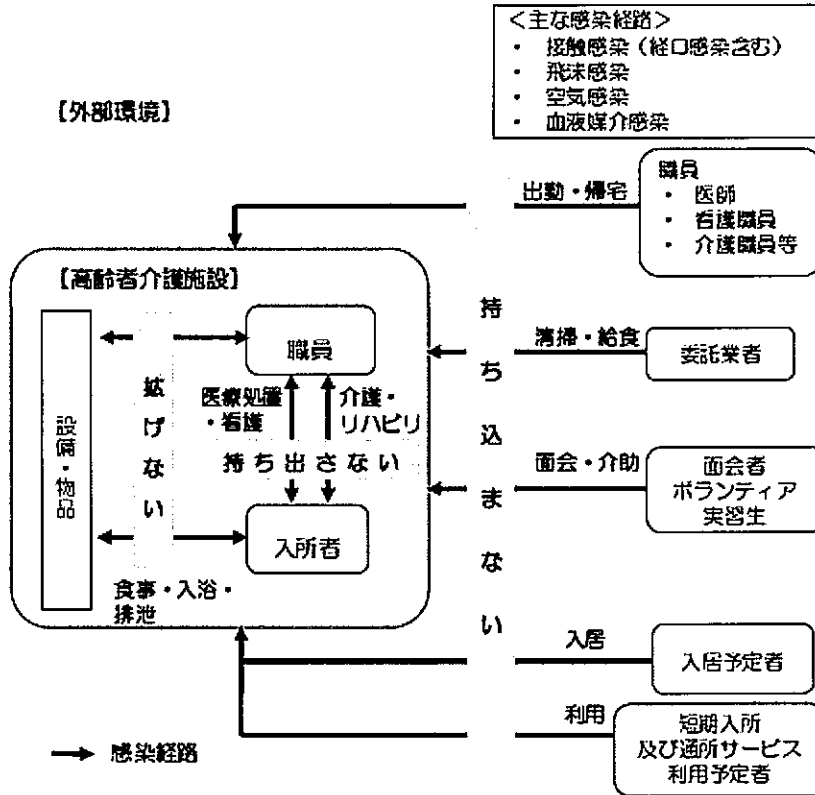 <主な感染経路>
・ 接触感染（経口感染含む）
・ 飛沫感染
・ 空気感染
・ 血液媒介感染
【外部環境】
職員
・ 医師
・ 看護職員
・ 介護職員等
出勤・帰宅
【高齢者介護施設】
職員
設備・物品
拡げない
医療処置
・看護
介護・
リハビリ
持ち出さない
入所者
食事・入浴・
排泄
持ち込まない
清掃・給食
委託業者
面会・介助
面会者
ボランティア
実習生
入居
入居予定者
利用
短期入所
及び通所サービス
利用予定者
感染経路